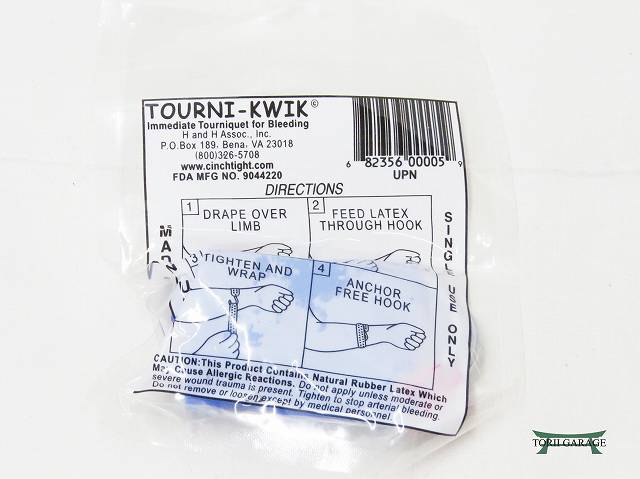 TOURNI-KWIK©
Immediate Tourniquet for Bleeding
H and H Assoc., Inc.
P.O.Box 189, Bena, VA 23018
(800)326-5708
www.cinchtight.com
FDA MFG NO. 9044220
6 82356 00005 9
UPN
DIRECTIONS
1 DRAPE OVER
LIMB
2 FEED LATEX
THROUGH HOOK
3 TIGHTEN AND
WRAP
4 ANCHOR
FREE HOOK
SINGLE USE ONLY
CAUTION:This Product Contains Natural Rubber Latex Which
May Cause Allergic Reactions. Do not apply unless moderate or
severe wound trauma is present. Tighten to stop arterial bleeding.
Do not remove or loosen except by medical personnel.
TORII GARAGE